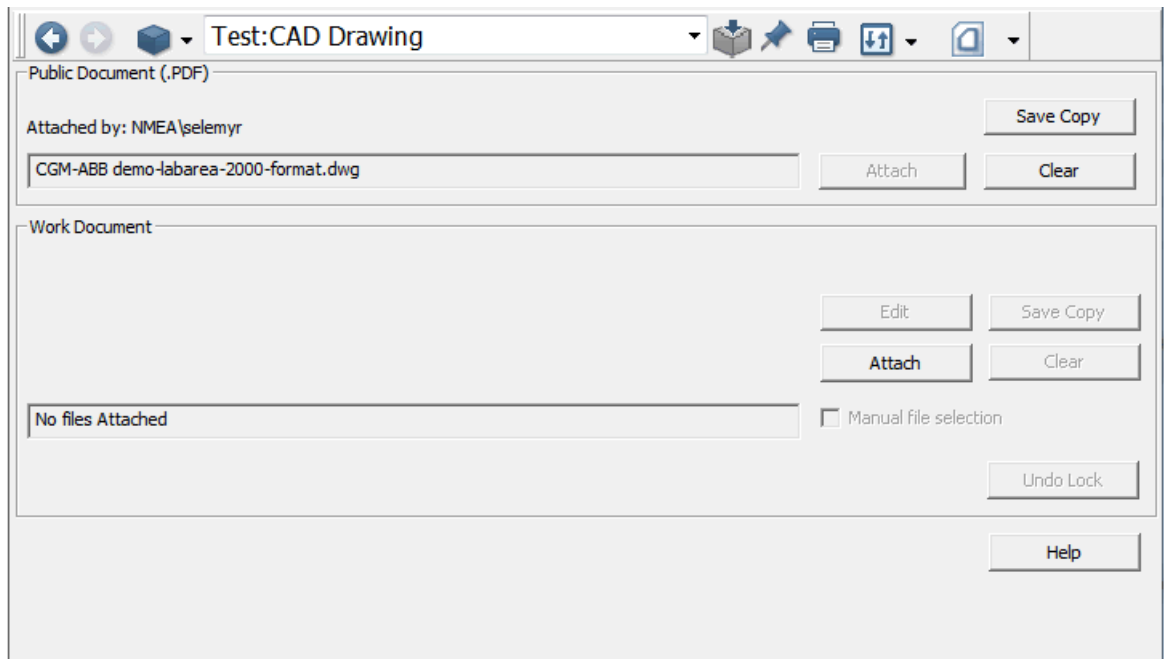 Test:CAD Drawing
Public Document (.PDF)
Save Copy
Attached by: NMEA\selemyr
CGM-ABB demo-labarea-2000-format.dwg
Attach
Clear
Work Document
Edit
Save Copy
Attach
Clear
No files Attached
Manual file selection
Undo Lock
Help